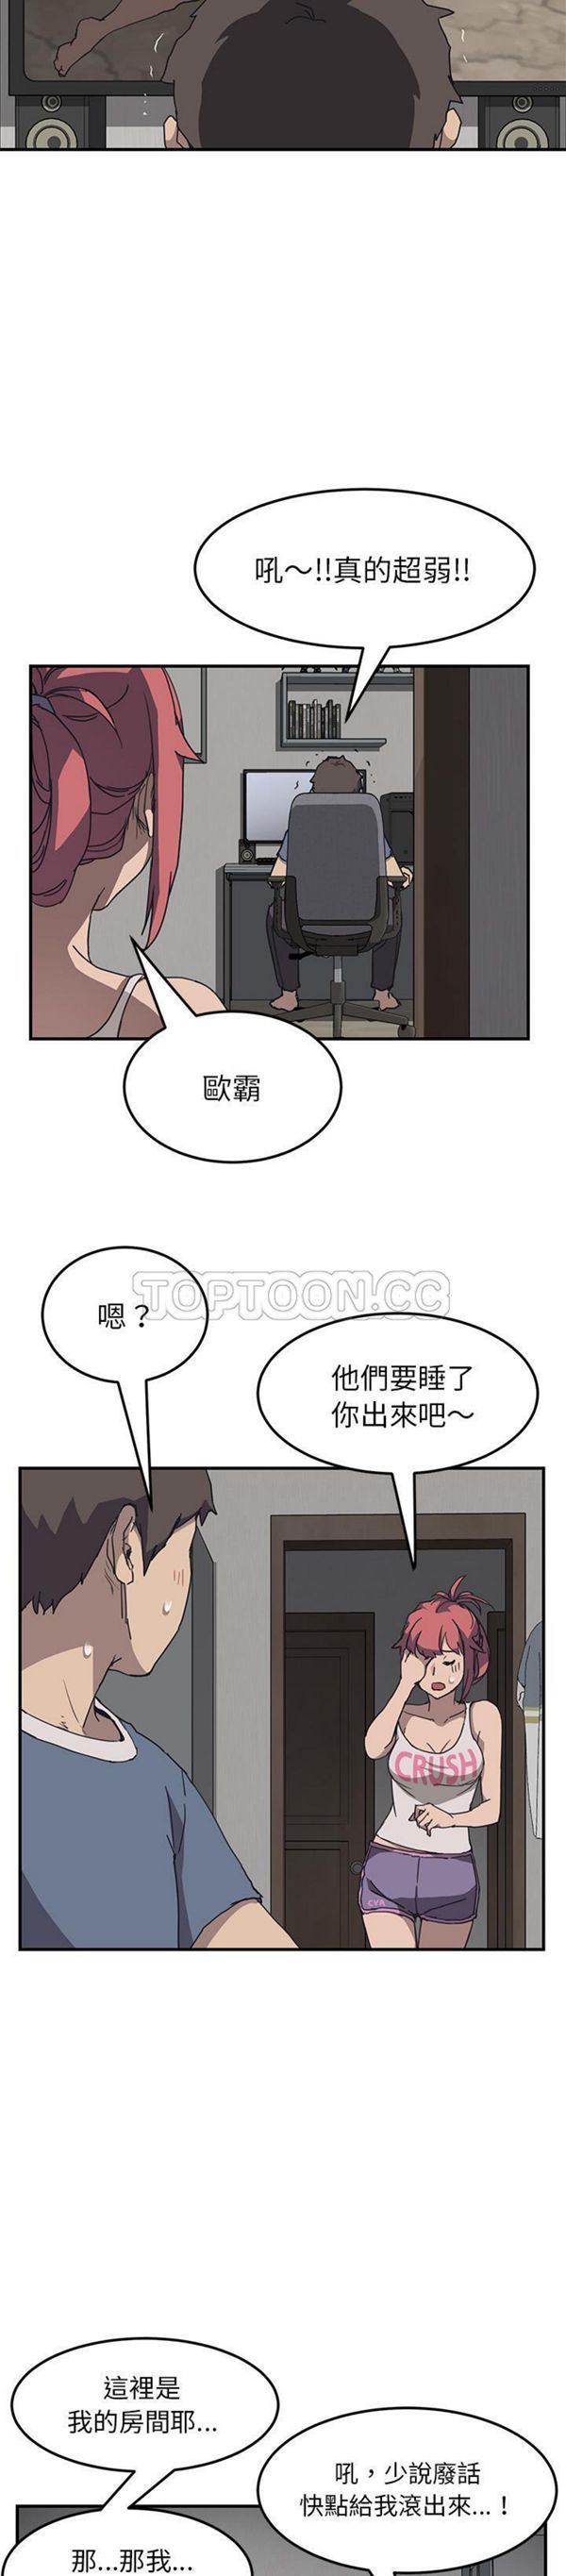 吼～!!真的超弱!!
歐霸
TOPTOON.CC
嗯？
他們要睡了
你出來吧～
CRUSH
CVA
這裡是
我的房間耶...
吼，少說廢話
快點給我滾出來...！
那...那我...